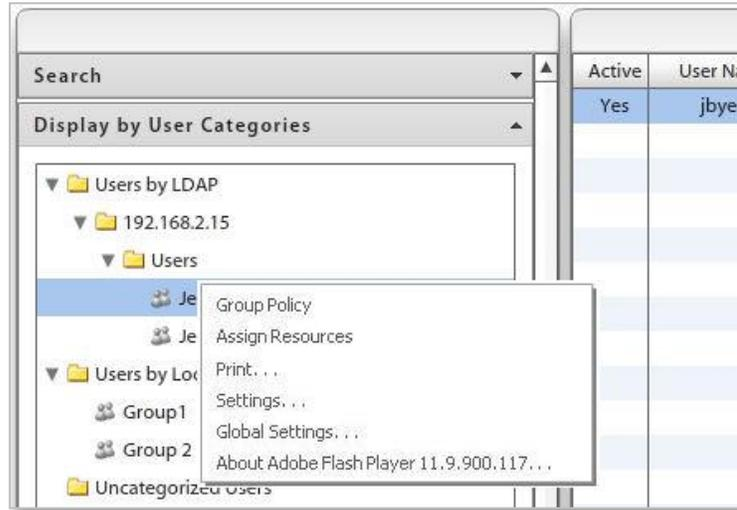 Search
Display by User Categories
Users by LDAP
192.168.2.15
Users
Je
Je
Users by Loc
Group1
Group 2
Uncategorized Users
Group Policy
Assign Resources
Print. . .
Settings. . .
Global Settings. . .
About Adobe Flash Player 11.9.900.117. . .
Active User Na
Yes jbye